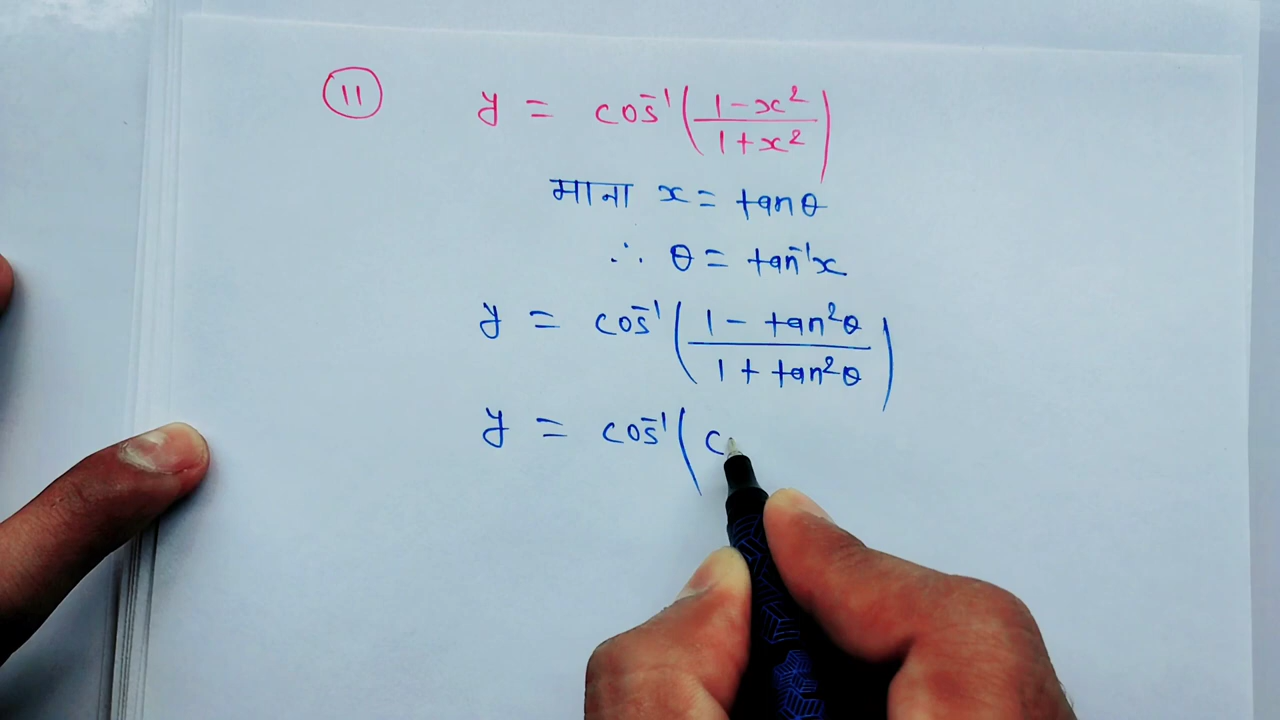 11 y = cos⁻¹(1-x²/1+x²)
माना x = tanθ
∴ θ = tan⁻¹x
y = cos⁻¹(1 - tan²θ/1 + tan²θ)
y = cos⁻¹( c